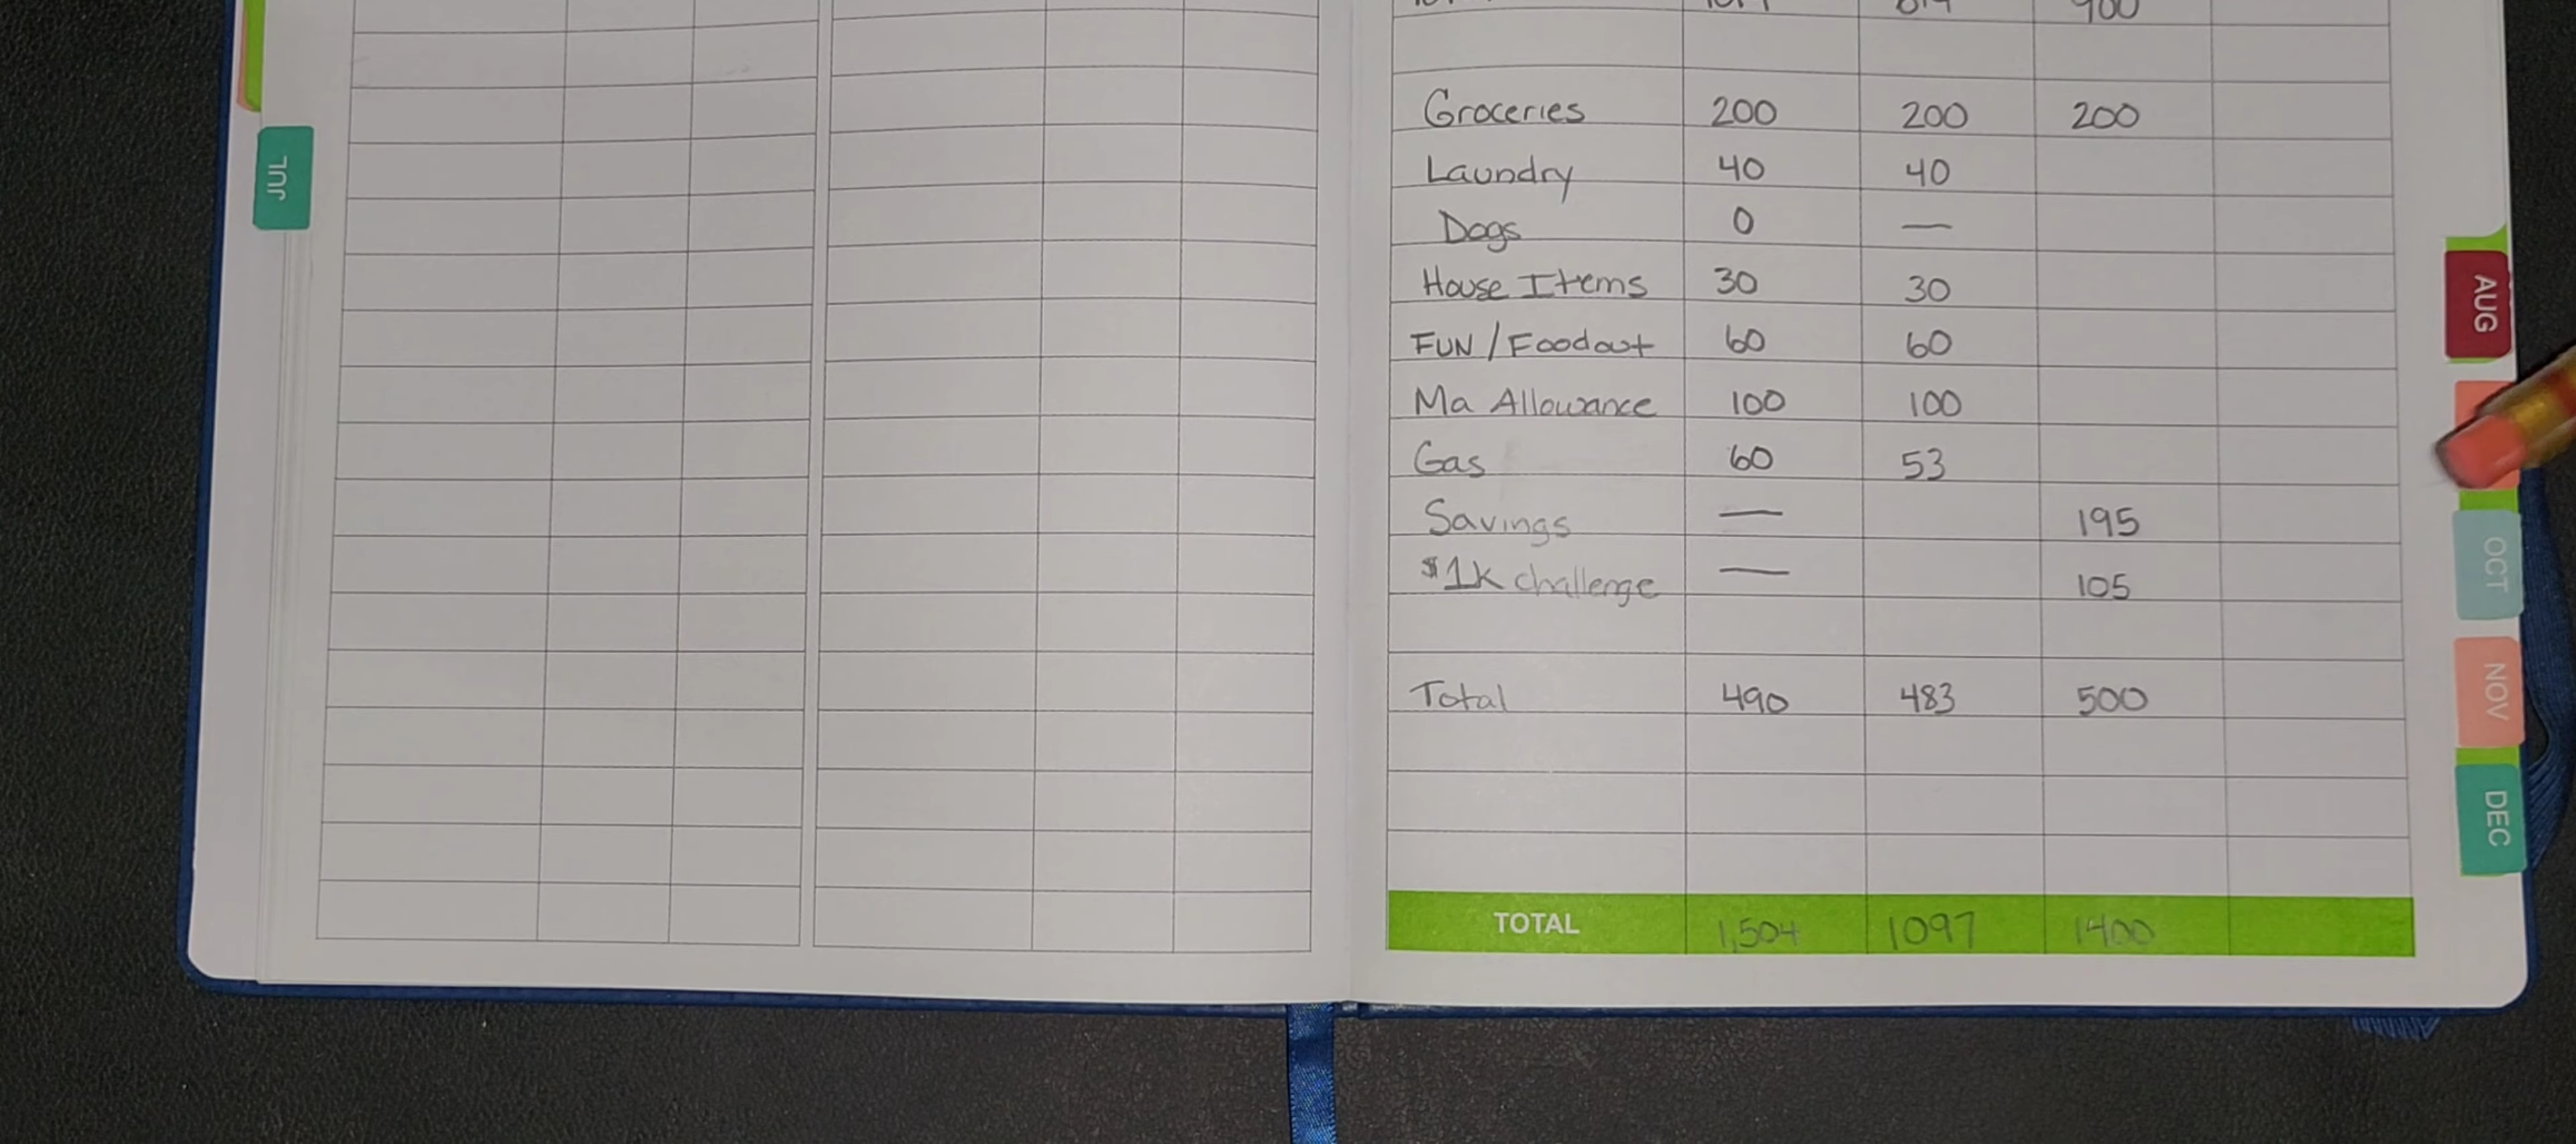 JUL
Groceries 200 200 200
Laundry 40 40
Dogs 0 —
House Items 30 30
FUN / Foodout 60 60
Ma Allowance 100 100
Gas 60 53
Savings — 195
$1K challenge — 105
Total 490 483 500
TOTAL 1,504 1097 1400
AUG
OCT
NOV
DEC